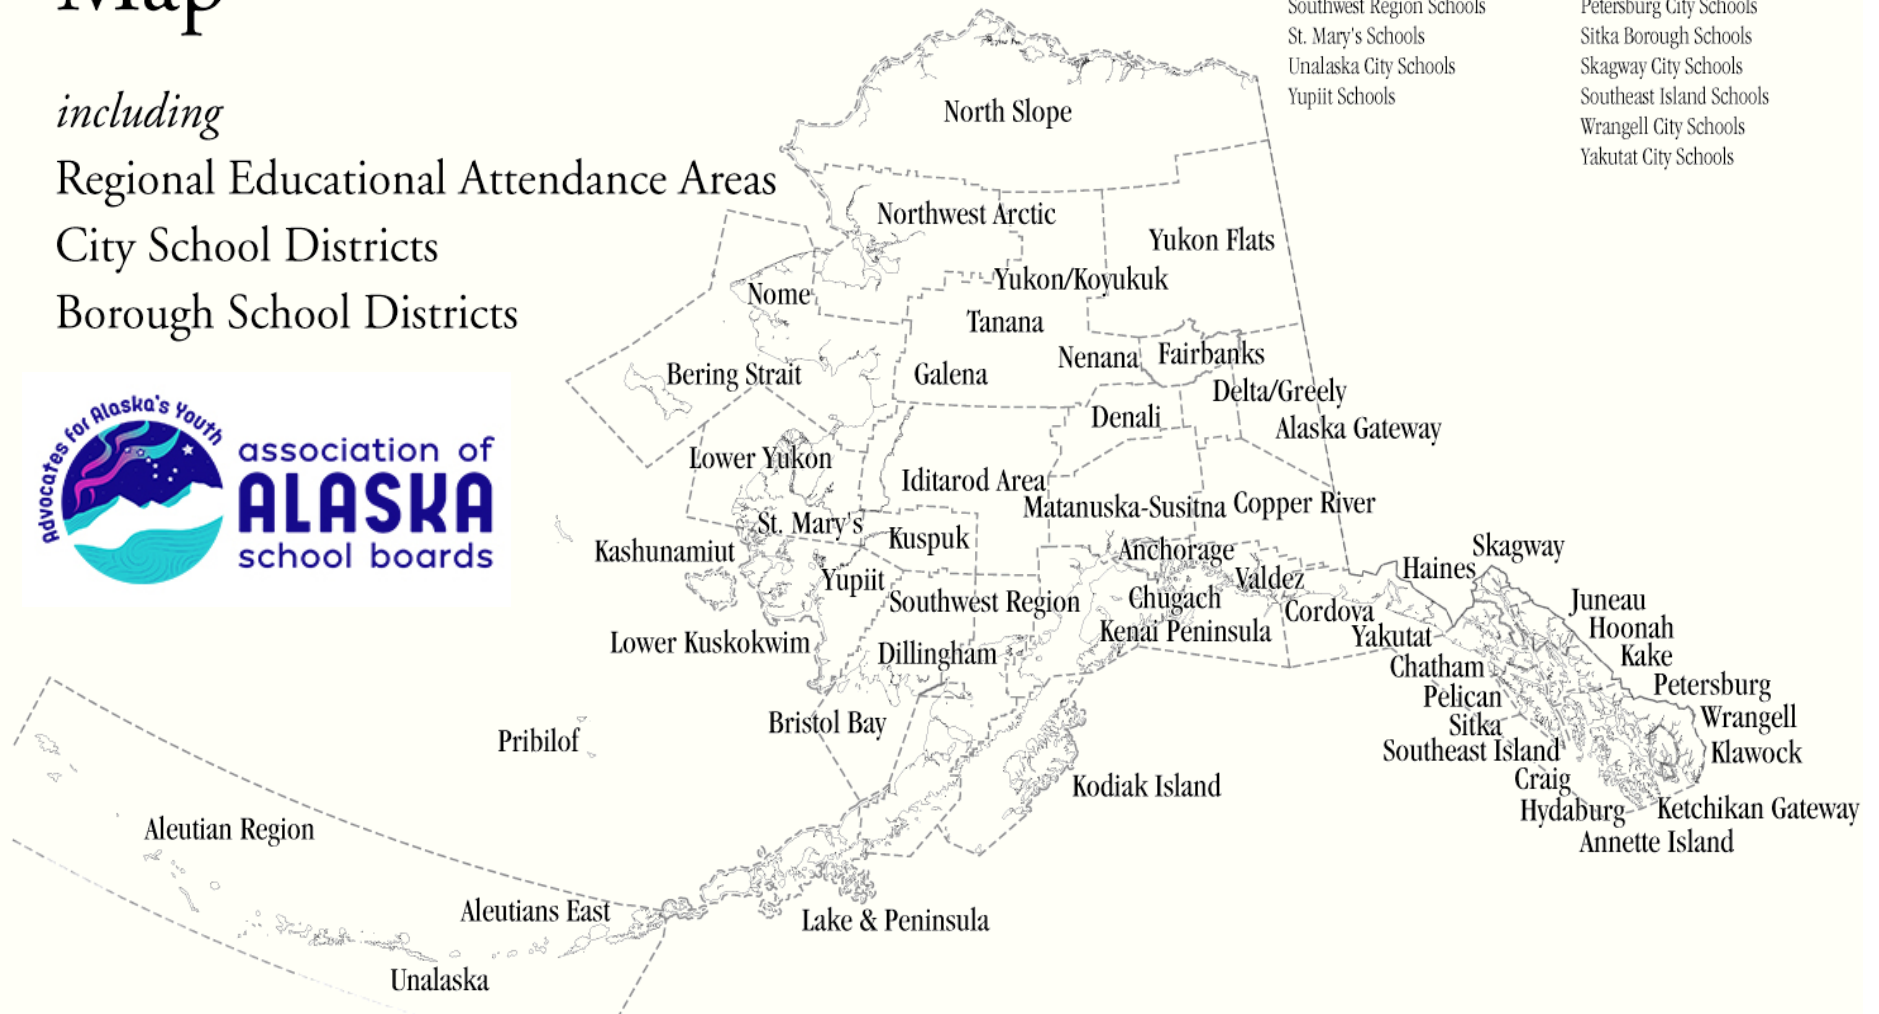 Map
including
Regional Educational Attendance Areas
City School Districts
Borough School Districts
Advocates for Alaska's Youth
association of
ALASKA
school boards
Southwest Region Schools
St. Mary's Schools
Unalaska City Schools
Yupiit Schools
Petersburg City Schools
Sitka Borough Schools
Skagway City Schools
Southeast Island Schools
Wrangell City Schools
Yakutat City Schools
North Slope
Northwest Arctic
Yukon Flats
Yukon/Koyukuk
Nome
Tanana
Nenana
Fairbanks
Bering Strait
Galena
Delta/Greely
Denali
Alaska Gateway
Lower Yukon
Iditarod Area
Matanuska-Susitna
Copper River
St. Mary's
Kuspuk
Kashunamiut
Anchorage
Skagway
Haines
Yupiit
Valdez
Southwest Region
Chugach
Cordova
Juneau
Hoonah
Kenai Peninsula
Yakutat
Lower Kuskokwim
Dillingham
Kake
Chatham
Petersburg
Pelican
Wrangell
Sitka
Bristol Bay
Pribilof
Southeast Island
Klawock
Craig
Kodiak Island
Hydaburg
Ketchikan Gateway
Annette Island
Aleutian Region
Aleutians East
Lake & Peninsula
Unalaska